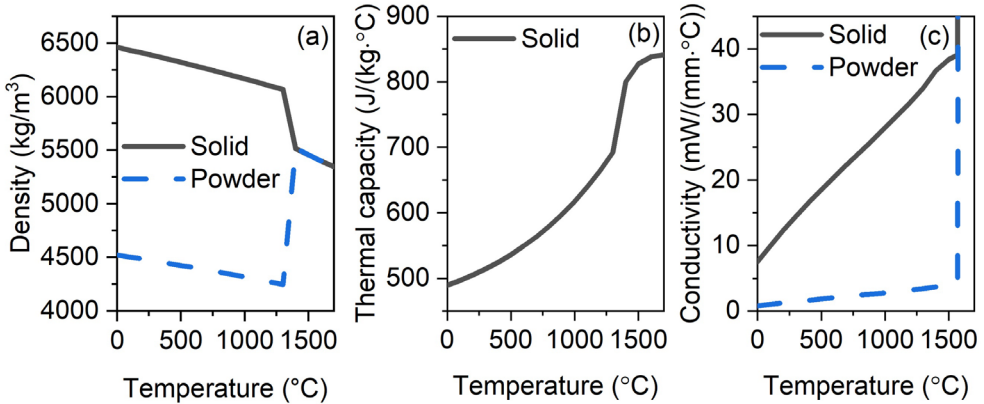 (a)
Density (kg/m³)
6500
6000
5500
5000
4500
4000
Solid
Powder
0
500
1000
1500
Temperature (°C)
(b)
Thermal capacity (J/(kg·°C)
900
800
700
600
500
Solid
0
500
1000
1500
Temperature (°C)
(c)
Conductivity (mW/(mm·°C))
40
30
20
10
0
Solid
Powder
0
500
1000
1500
Temperature (°C)